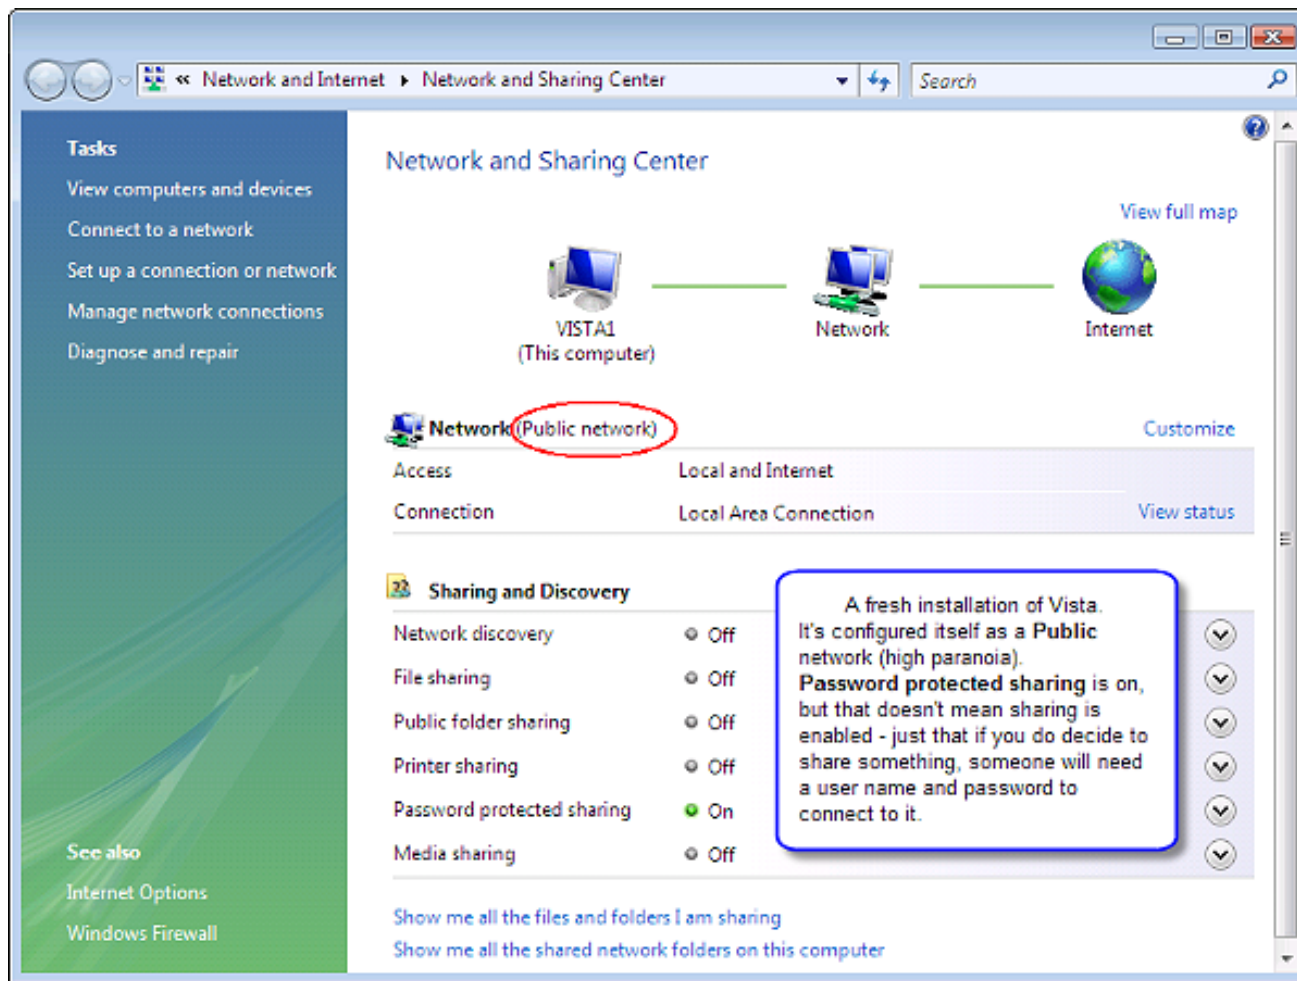 « Network and Internet ▸ Network and Sharing Center
Search
Tasks
View computers and devices
Connect to a network
Set up a connection or network
Manage network connections
Diagnose and repair
See also
Internet Options
Windows Firewall
Network and Sharing Center
View full map
VISTA1
(This computer)
Network
Internet
Network (Public network)
Customize
Access Local and Internet
Connection Local Area Connection View status
Sharing and Discovery
Network discovery Off
File sharing Off
Public folder sharing Off
Printer sharing Off
Password protected sharing On
Media sharing Off
A fresh installation of Vista.
It's configured itself as a Public
network (high paranoia).
Password protected sharing is on,
but that doesn't mean sharing is
enabled - just that if you do decide to
share something, someone will need
a user name and password to
connect to it.
Show me all the files and folders I am sharing
Show me all the shared network folders on this computer